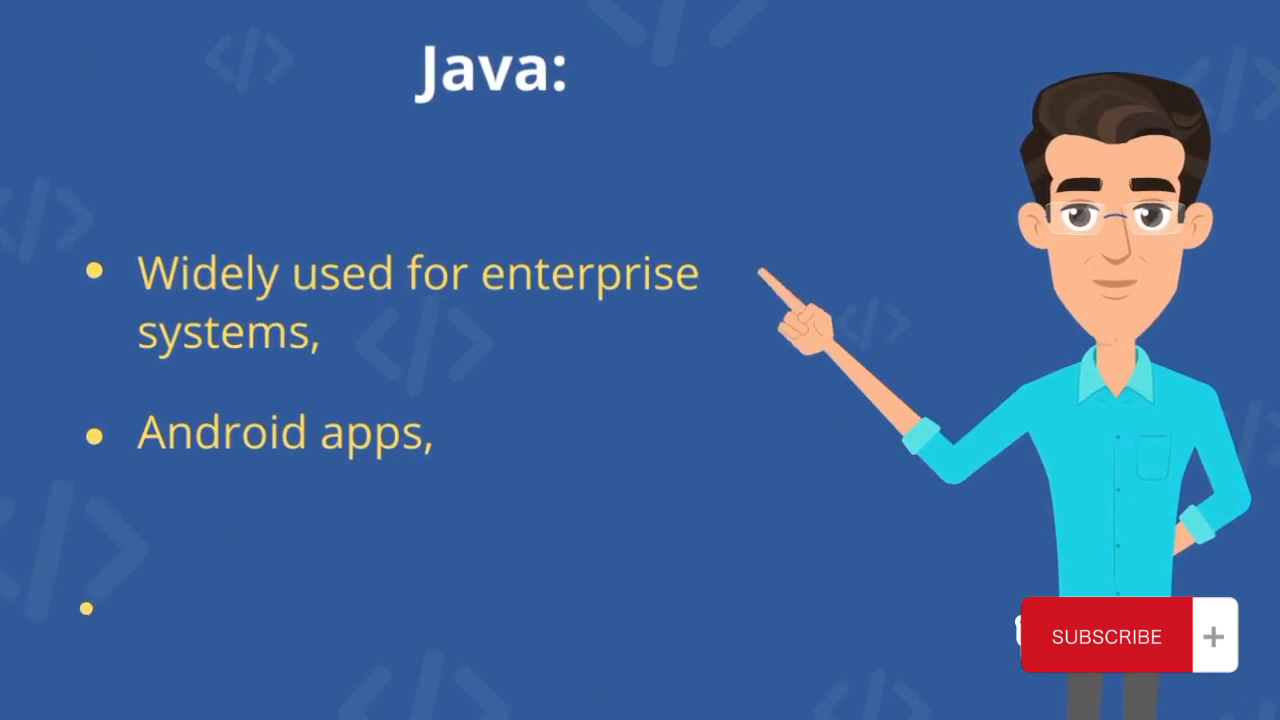 Java:
• Widely used for enterprise
systems,
• Android apps,
•
SUBSCRIBE +